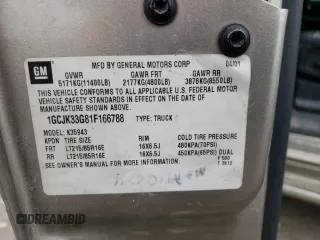 GM
MFD BY GENERAL MOTORS CORP 04/01
GVWR GAWR FRT GAWR RR
5171KG(11400LB) 2177KG(4800LB) 3878KG(8550LB)
THIS VEHICLE CONFORMS TO ALL APPLICABLE U.S. FEDERAL
MOTOR VEHICLE SAFETY STANDARDS IN EFFECT ON THE DATE
OF MANUFACTURE SHOWN ABOVE.
1GCJK33G81F166788 TYPE: TRUCK
MODEL: K35943
KPDN TIRE SIZE RIM COLD TIRE PRESSURE
FRT LT215/85R16E 16X6.5J 480KPA(70PSI)
RR LT215/85R16E 16X6.5J 450KPA(65PSI) DUAL
SEE OWNER'S MANUAL FOR MORE INFORMATION.
AUTOBIDMASTER